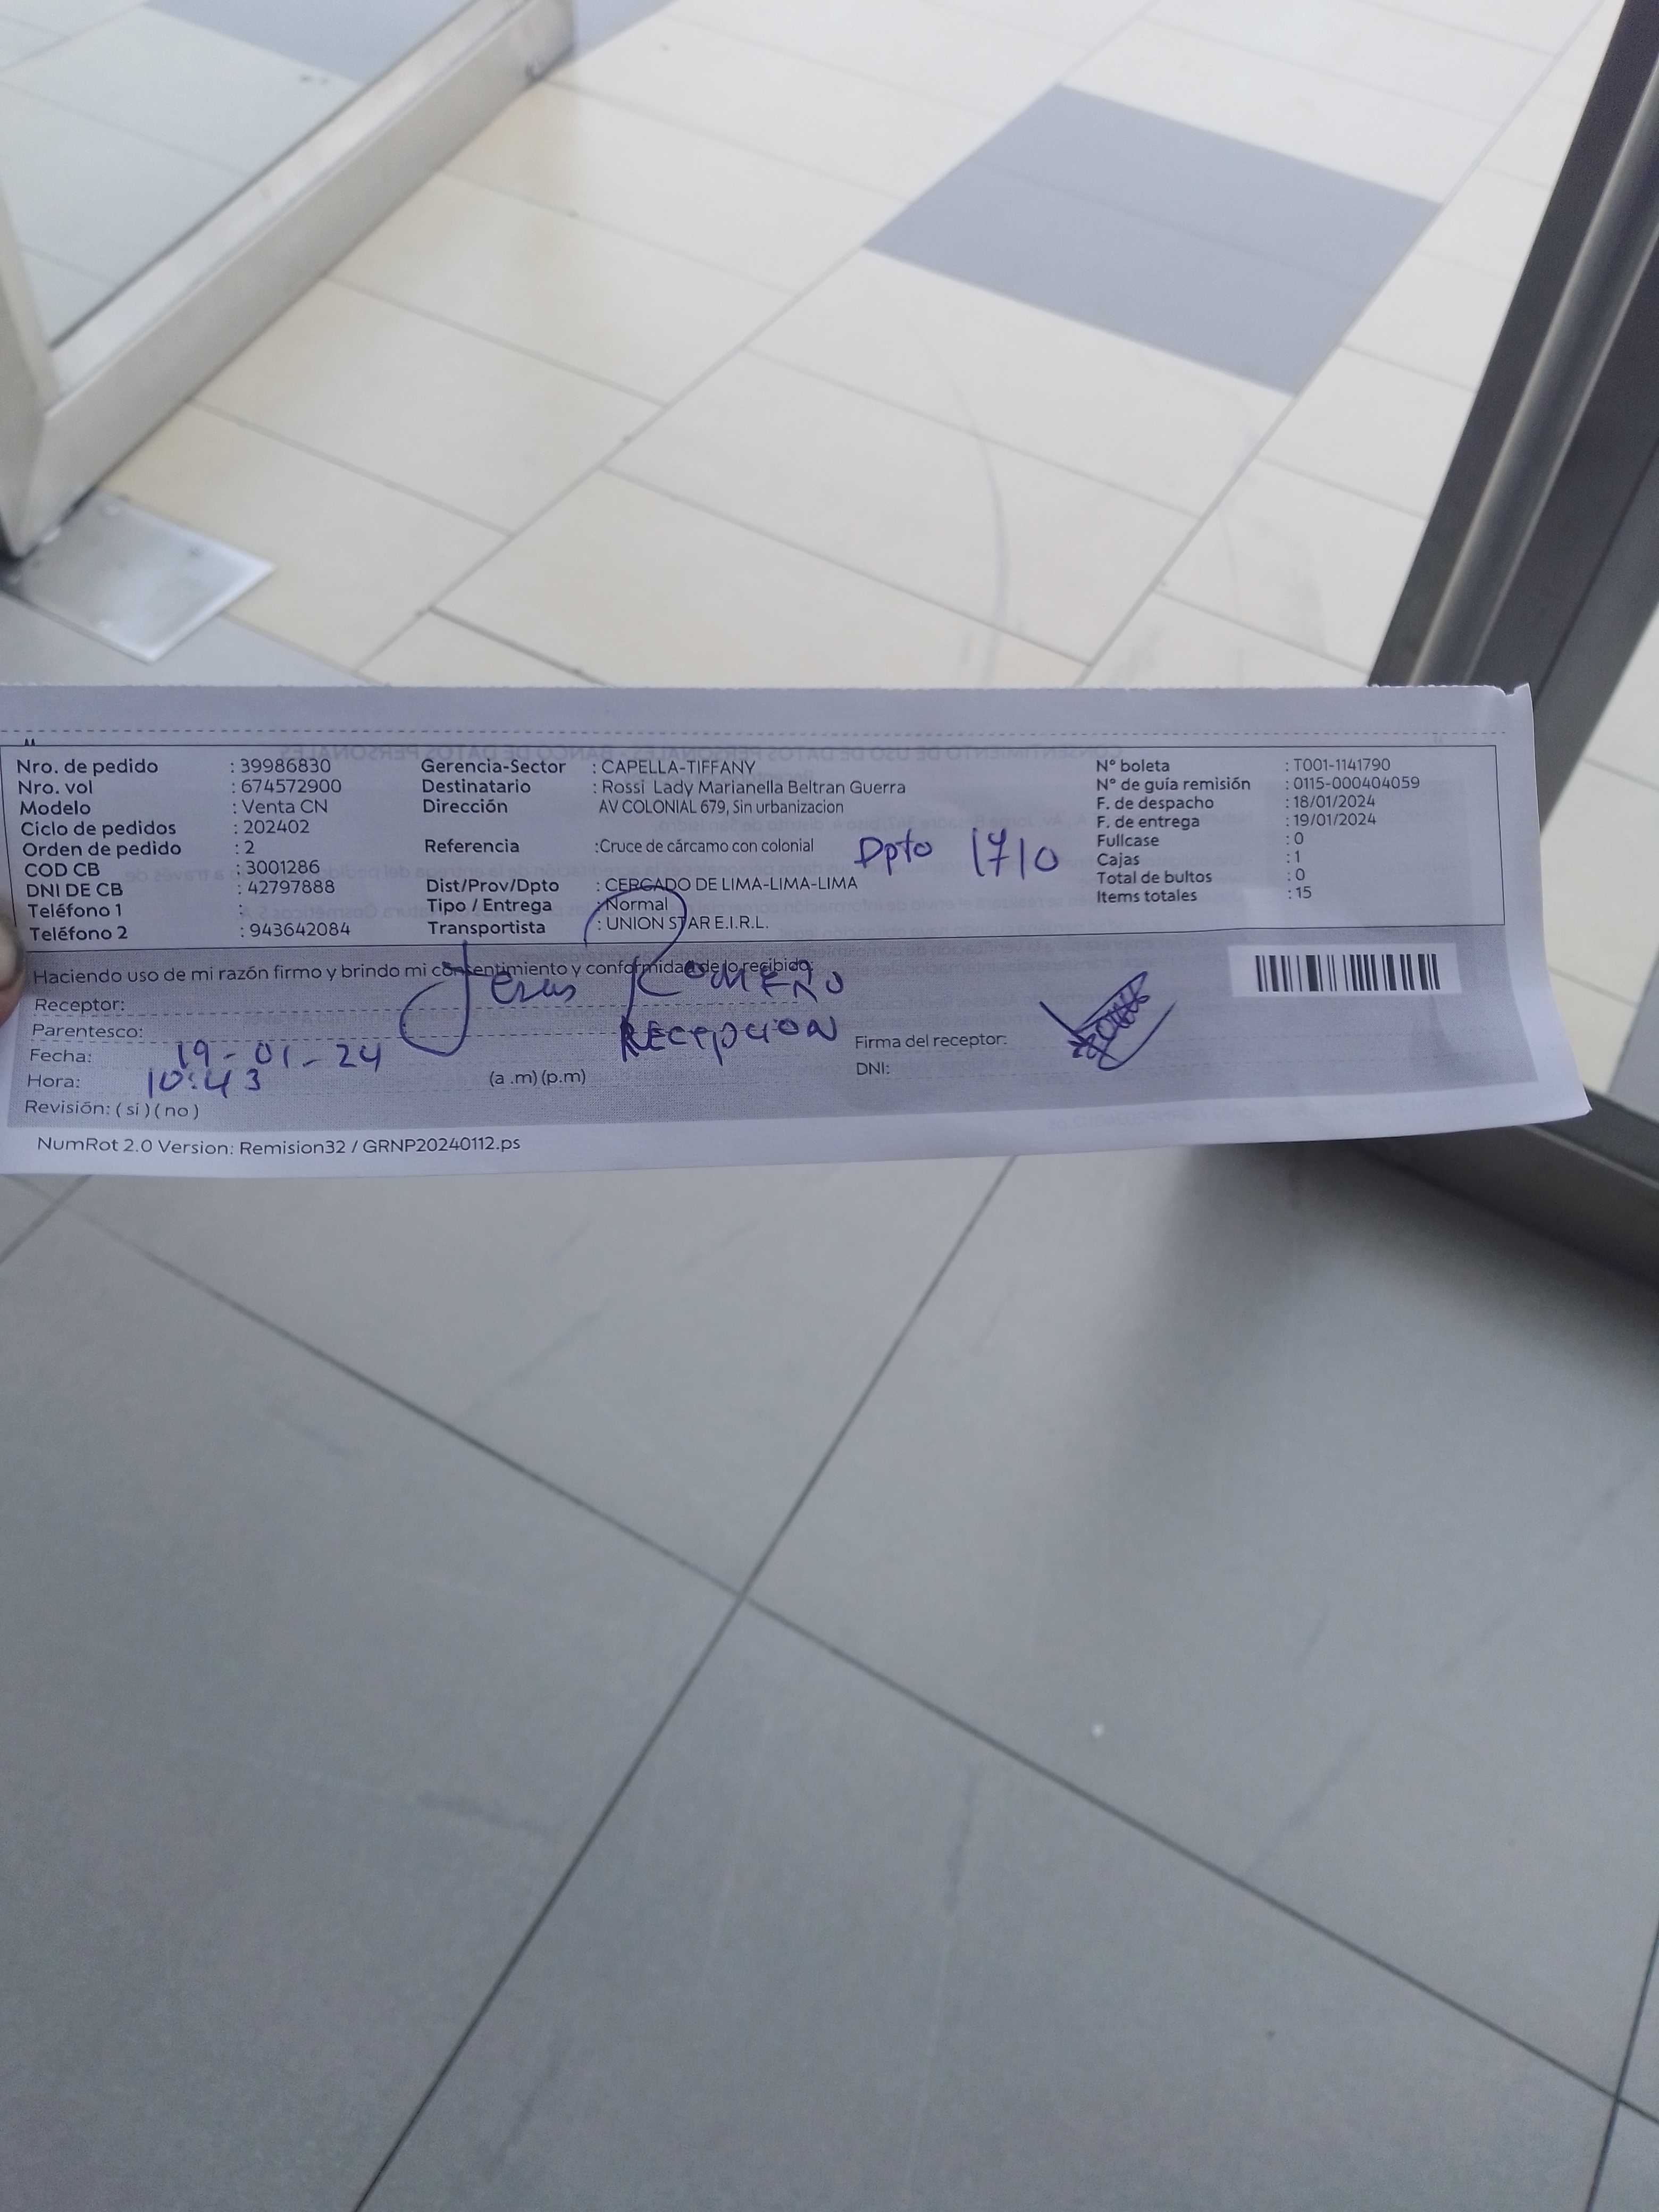 Nro. de pedido : 39986830
Nro. vol : 674572900
Modelo : Venta CN
Ciclo de pedidos : 202402
Orden de pedido : 2
COD CB : 3001286
DNI DE CB : 42797888
Teléfono 1 :
Teléfono 2 : 943642084
Gerencia-Sector : CAPELLA-TIFFANY
Destinatario : Rossi Lady Marianella Beltran Guerra
Dirección AV COLONIAL 679, Sin urbanizacion
Referencia :Cruce de cárcamo con colonial
Dpto 1710
Dist/Prov/Dpto : CERCADO DE LIMA-LIMA-LIMA
Tipo / Entrega : Normal
Transportista : UNION STAR E.I.R.L.
N° boleta : T001-1141790
N° de guía remisión : 0115-000404059
F. de despacho : 18/01/2024
F. de entrega : 19/01/2024
Fullcase : 0
Cajas : 1
Total de bultos : 0
Items totales : 15
Haciendo uso de mi razón firmo y brindo mi consentimiento y conformidad de lo recibido:
Receptor: Jesus Romero
Parentesco: RECEPCION
Fecha: 19-01-24
Hora: 10:43 (a .m) (p.m)
Revisión: ( si ) ( no )
Firma del receptor:
DNI:
NumRot 2.0 Version: Remision32 / GRNP20240112.ps